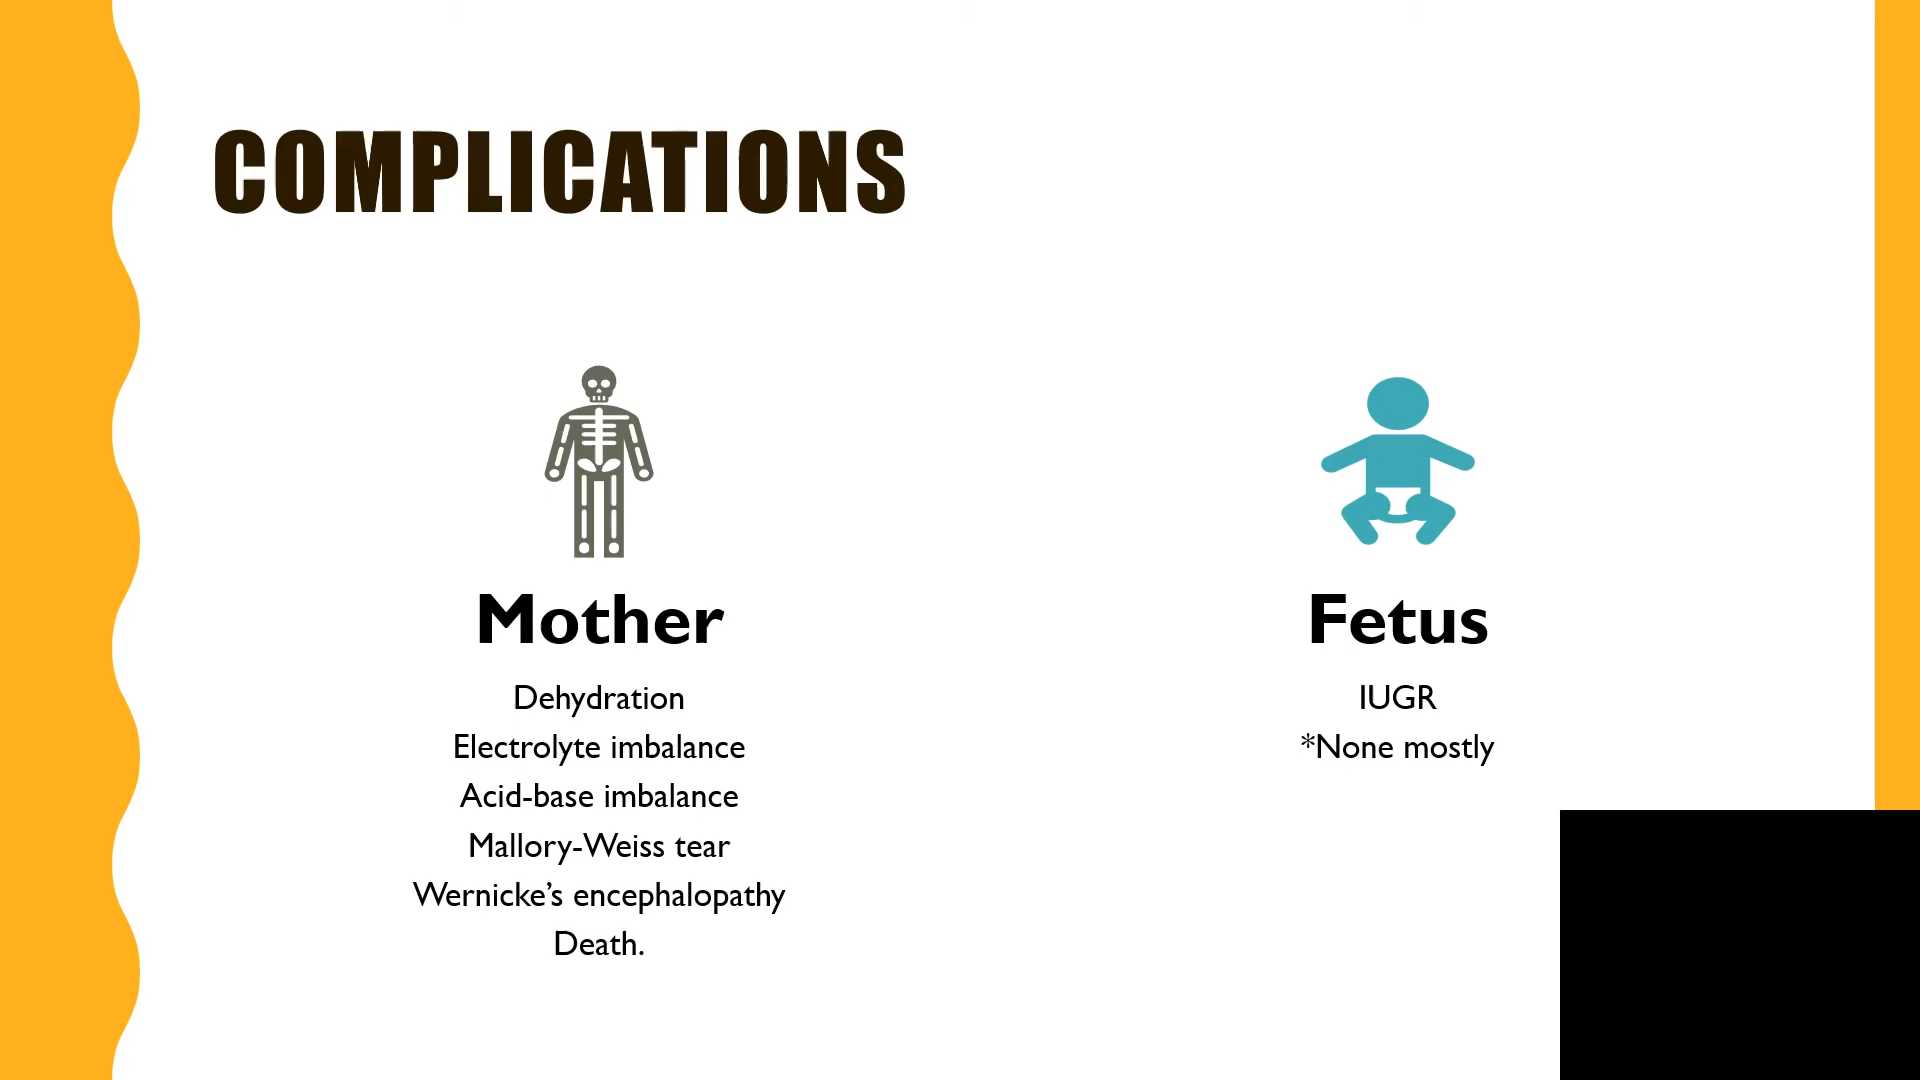 COMPLICATIONS
Mother
Dehydration
Electrolyte imbalance
Acid-base imbalance
Mallory-Weiss tear
Wernicke’s encephalopathy
Death.
Fetus
IUGR
*None mostly